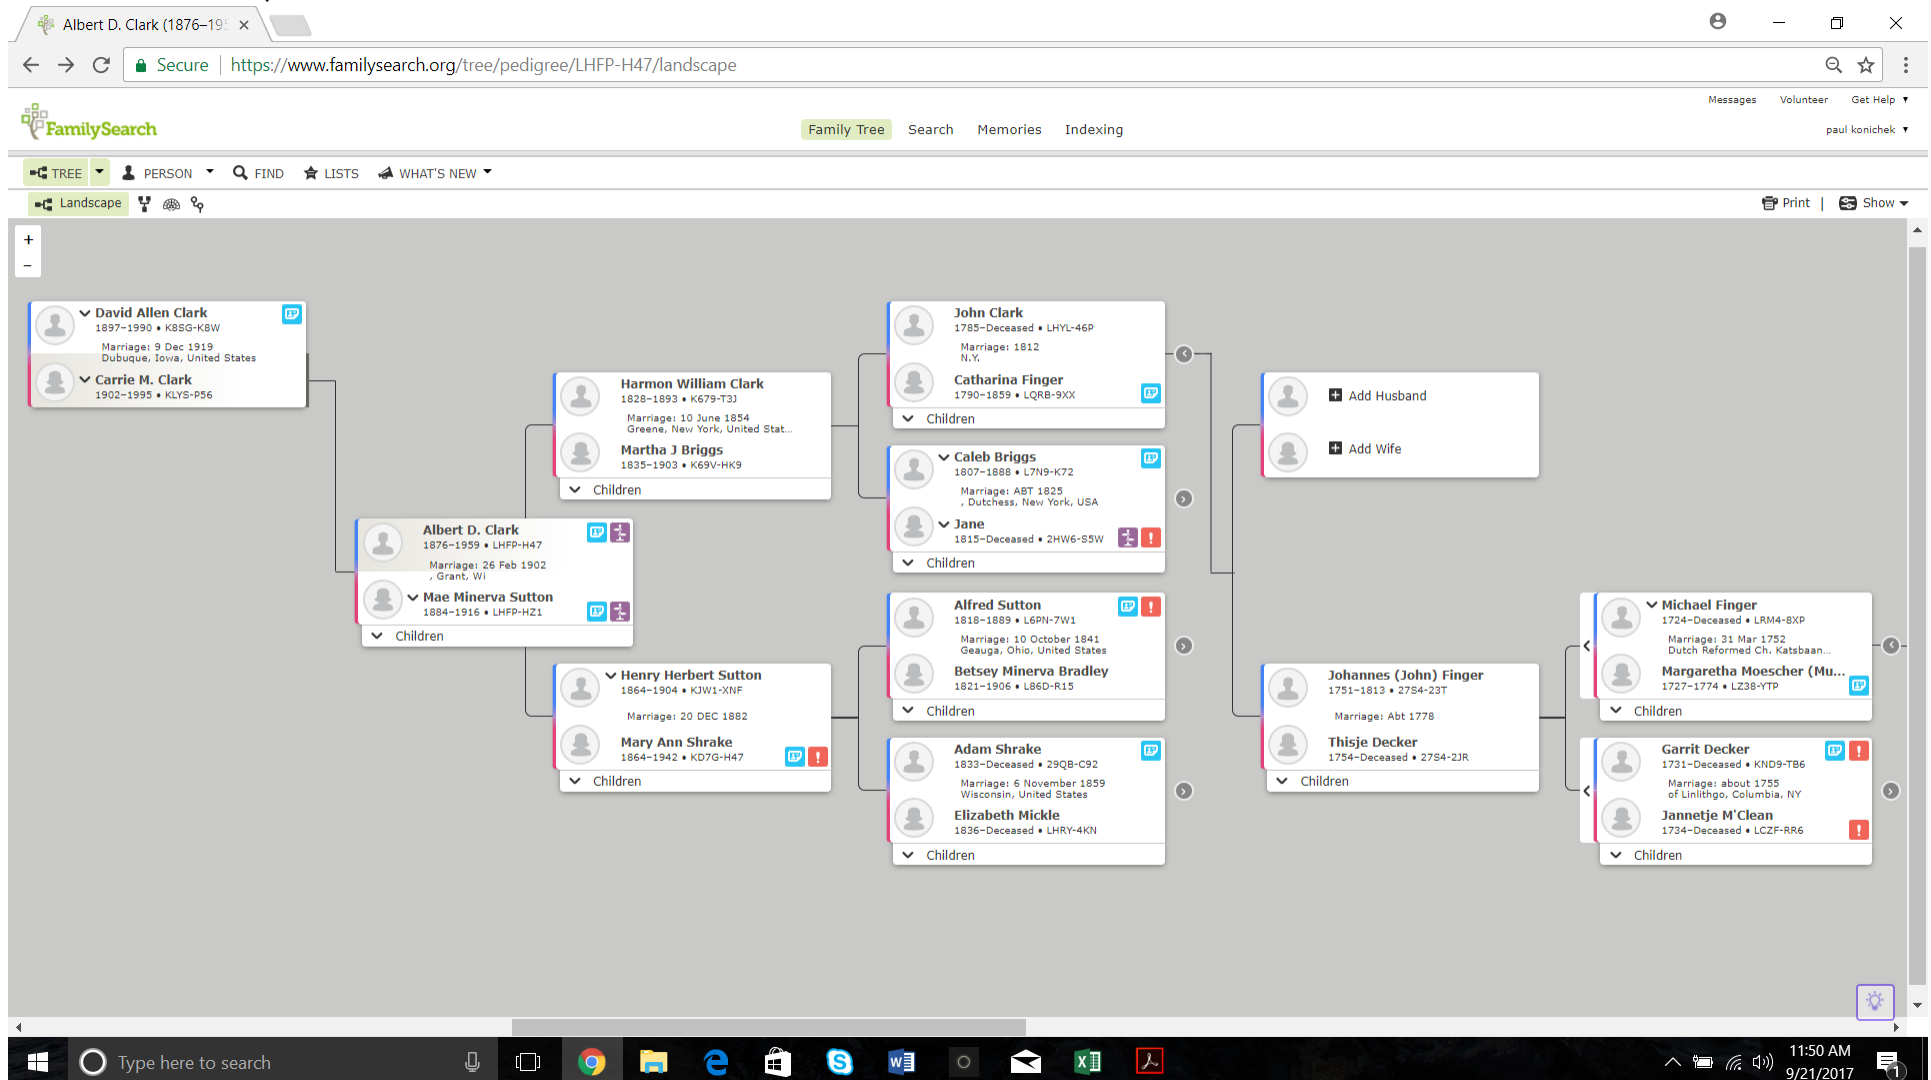 Albert D. Clark (1876–195
Secure
https://www.familysearch.org/tree/pedigree/LHFP-H47/landscape
Messages
Volunteer
Get Help
FamilySearch
Family Tree
Search
Memories
Indexing
paul konichek
TREE
PERSON
FIND
LISTS
WHAT'S NEW
Landscape
Print
Show
+
−
David Allen Clark
1897–1990 • K8SG-K8W
Marriage: 9 Dec 1919
Dubuque, Iowa, United States
Carrie M. Clark
1902–1995 • KLYS-P56
Albert D. Clark
1876–1959 • LHFP-H47
Marriage: 26 Feb 1902
, Grant, Wi
Mae Minerva Sutton
1884–1916 • LHFP-HZ1
Children
Harmon William Clark
1828–1893 • K679-T3J
Marriage: 10 June 1854
Greene, New York, United Stat...
Martha J Briggs
1835–1903 • K69V-HK9
Children
Henry Herbert Sutton
1864–1904 • KJW1-XNF
Marriage: 20 DEC 1882
Mary Ann Shrake
1864–1942 • KD7G-H47
Children
John Clark
1785–Deceased • LHYL-46P
Marriage: 1812
N.Y.
Catharina Finger
1790–1859 • LQRB-9XX
Children
Caleb Briggs
1807–1888 • L7N9-K72
Marriage: ABT 1825
, Dutchess, New York, USA
Jane
1815–Deceased • 2HW6-S5W
Children
Alfred Sutton
1818–1889 • L6PN-7W1
Marriage: 10 October 1841
Geauga, Ohio, United States
Betsey Minerva Bradley
1821–1906 • L86D-R15
Children
Adam Shrake
1833–Deceased • 29QB-C92
Marriage: 6 November 1859
Wisconsin, United States
Elizabeth Mickle
1836–Deceased • LHRY-4KN
Children
Add Husband
Add Wife
Johannes (John) Finger
1751–1813 • 27S4-23T
Marriage: Abt 1778
Thisje Decker
1754–Deceased • 27S4-2JR
Children
Michael Finger
1724–Deceased • LRM4-8XP
Marriage: 31 Mar 1752
Dutch Reformed Ch. Katsbaan...
Margaretha Moescher (Mu...
1727–1774 • LZ38-YTP
Children
Garrit Decker
1731–Deceased • KND9-TB6
Marriage: about 1755
of Linlithgo, Columbia, NY
Jannetje M'Clean
1734–Deceased • LCZF-RR6
Children
Type here to search
11:50 AM
9/21/2017
1